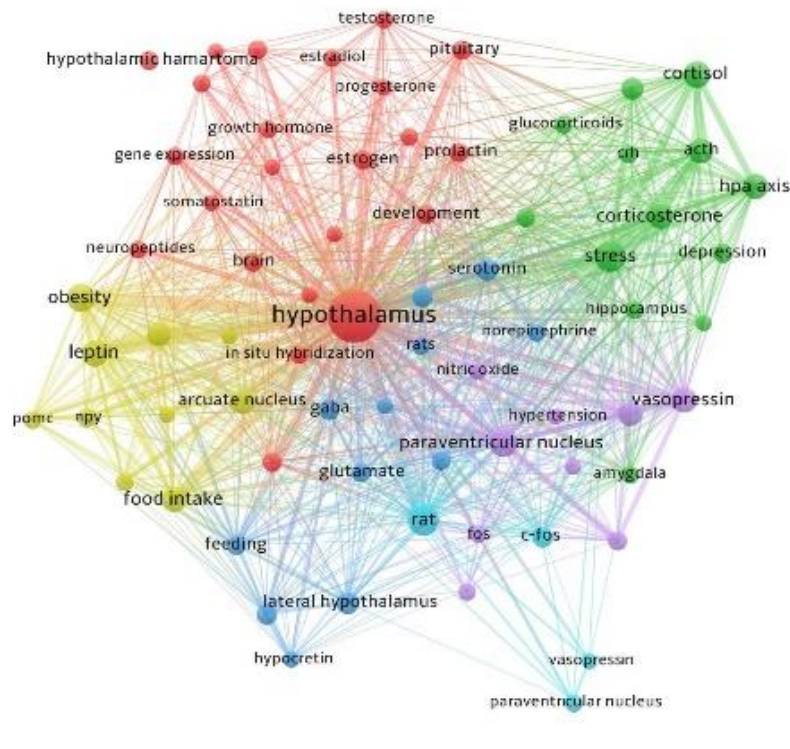 testosterone
pituitary
hypothalamic hamartoma
estradiol
cortisol
progesterone
glucocorticoids
growth hormone
gene expression
estrogen
prolactin
crh
acth
hpa axis
somatostatin
development
corticosterone
neuropeptides
brain
serotonin
stress
depression
obesity
hypothalamus
hippocampus
norepinephrine
leptin
in situ hybridization
rats
nitric oxide
arcuate nucleus
gaba
vasopressin
pomc
npy
hypertension
paraventricular nucleus
glutamate
amygdala
food intake
rat
fos
c-fos
feeding
lateral hypothalamus
hypocretin
vasopressin
paraventricular nucleus